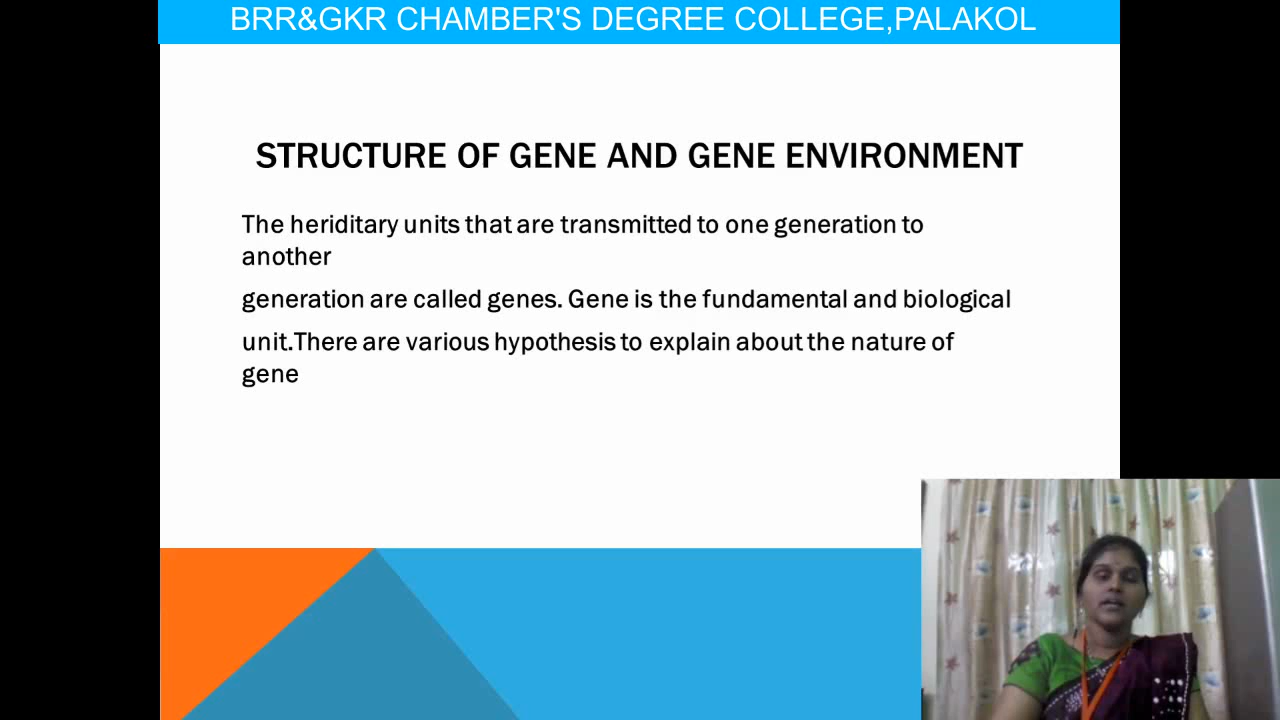 BRR&GKR CHAMBER'S DEGREE COLLEGE,PALAKOL
STRUCTURE OF GENE AND GENE ENVIRONMENT
The heriditary units that are transmitted to one generation to
another
generation are called genes. Gene is the fundamental and biological
unit.There are various hypothesis to explain about the nature of
gene